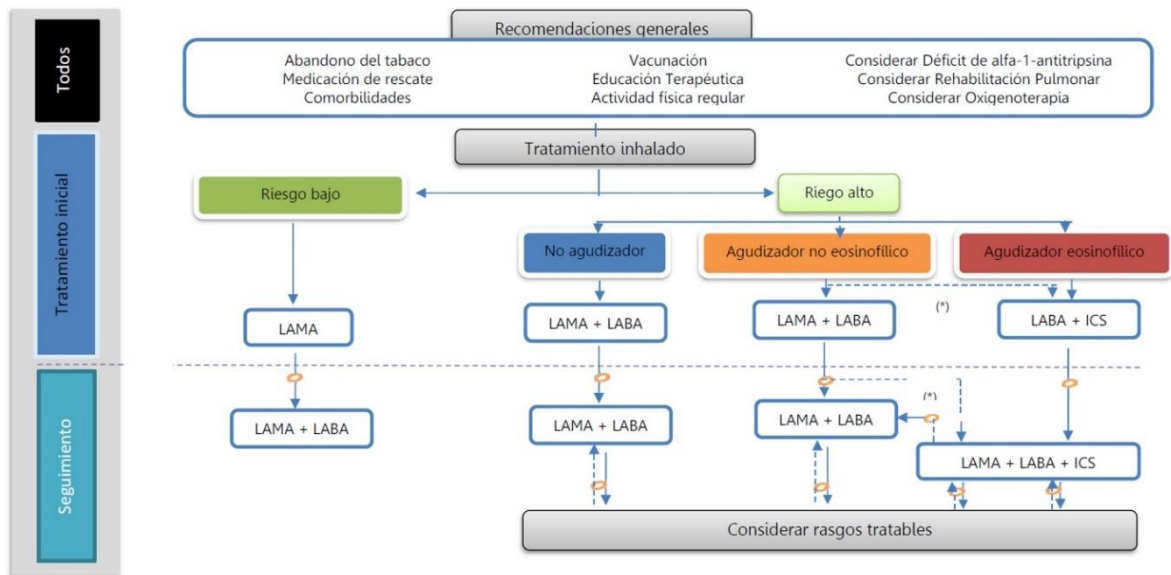 Todos
Recomendaciones generales
Abandono del tabaco
Medicación de rescate
Comorbilidades
Vacunación
Educación Terapéutica
Actividad física regular
Considerar Déficit de alfa-1-antitripsina
Considerar Rehabilitación Pulmonar
Considerar Oxigenoterapia
Tratamiento inicial
Tratamiento inhalado
Riesgo bajo
Riego alto
No agudizador
Agudizador no eosinofílico
Agudizador eosinofílico
LAMA
LAMA + LABA
LAMA + LABA
(*)
LABA + ICS
Seguimiento
LAMA + LABA
LAMA + LABA
LAMA + LABA
(*)
LAMA + LABA + ICS
Considerar rasgos tratables